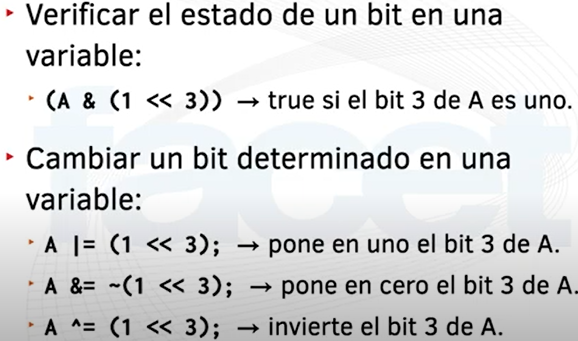 ▸ Verificar el estado de un bit en una
variable:
▸ (A & (1 << 3)) → true si el bit 3 de A es uno.
▸ Cambiar un bit determinado en una
variable:
▸ A |= (1 << 3); → pone en uno el bit 3 de A.
▸ A &= ~(1 << 3); → pone en cero el bit 3 de A.
▸ A ^= (1 << 3); → invierte el bit 3 de A.
facet